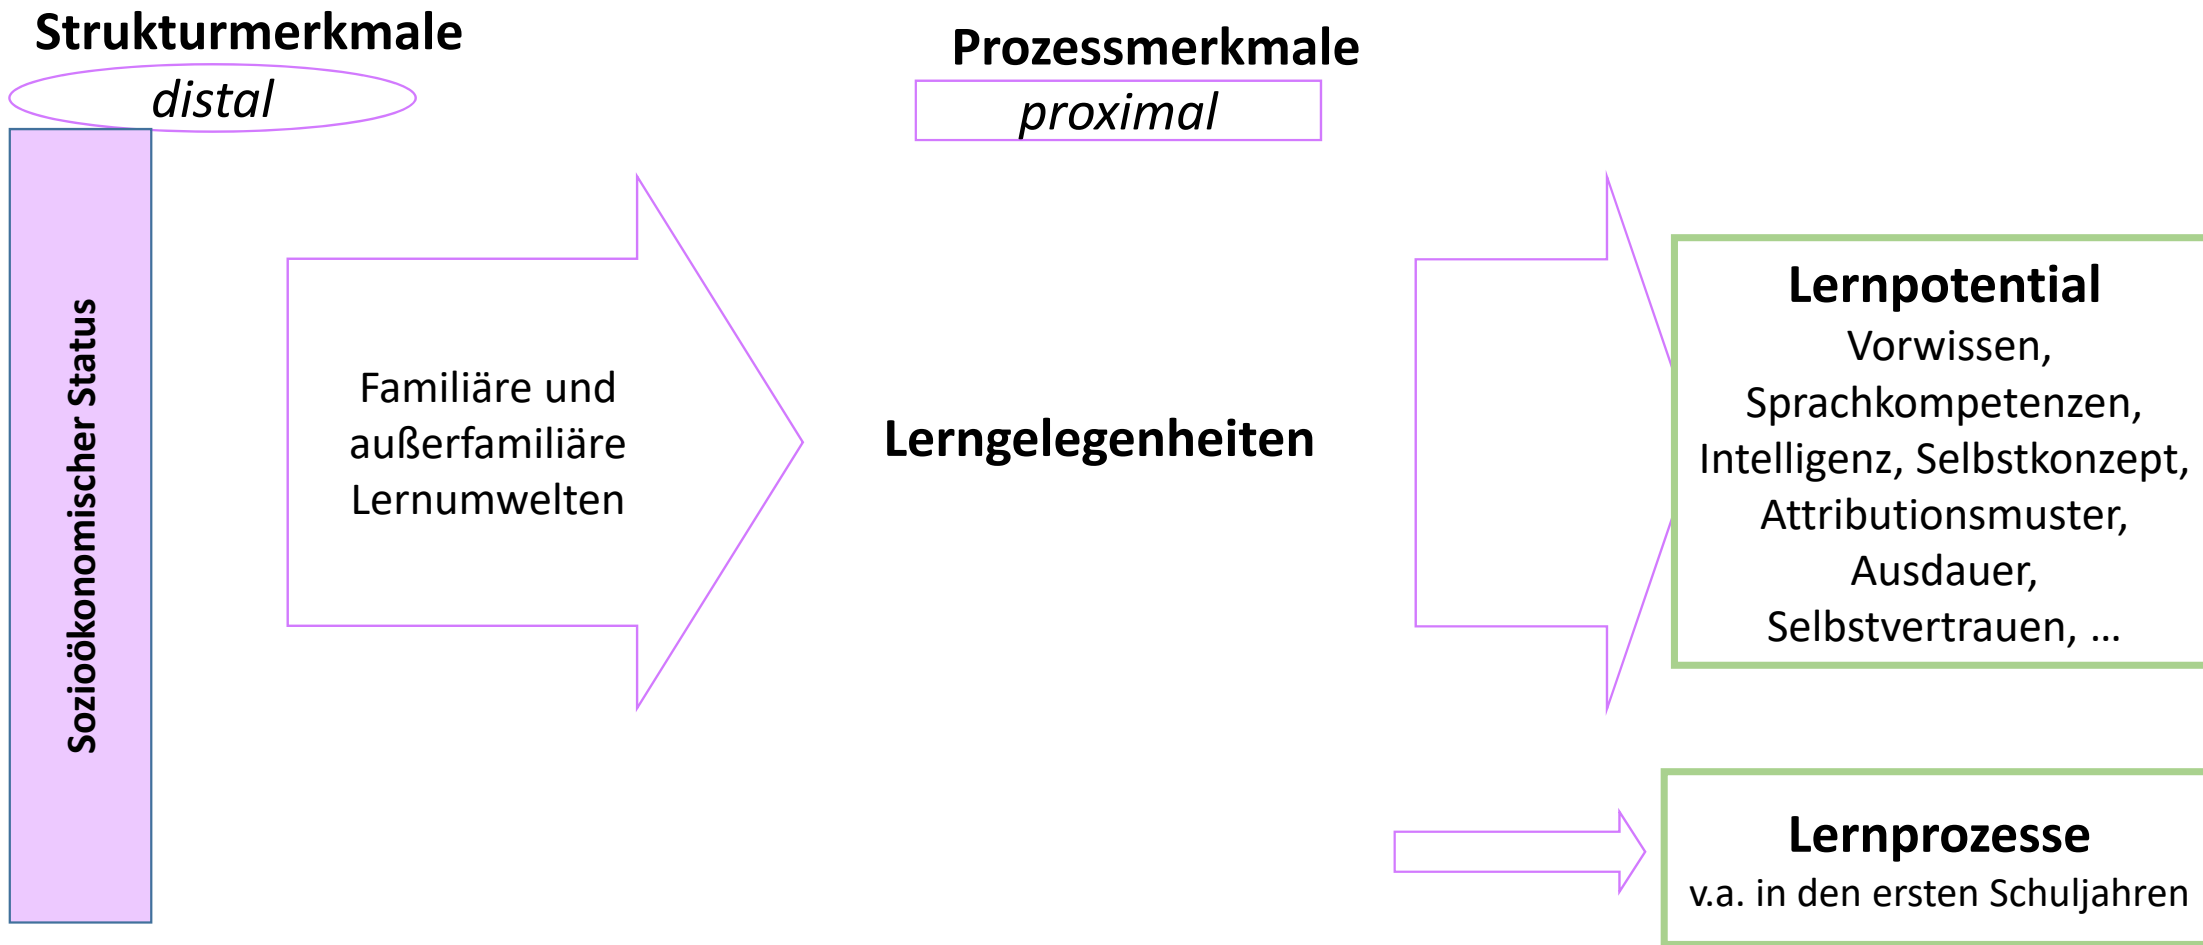 Strukturmerkmale
distal
Prozessmerkmale
proximal
Sozioökonomischer Status
Familiäre und
außerfamiliäre
Lernumwelten
Lerngelegenheiten
Lernpotential
Vorwissen,
Sprachkompetenzen,
Intelligenz, Selbstkonzept,
Attributionsmuster,
Ausdauer,
Selbstvertrauen, …
Lernprozesse
v.a. in den ersten Schuljahren